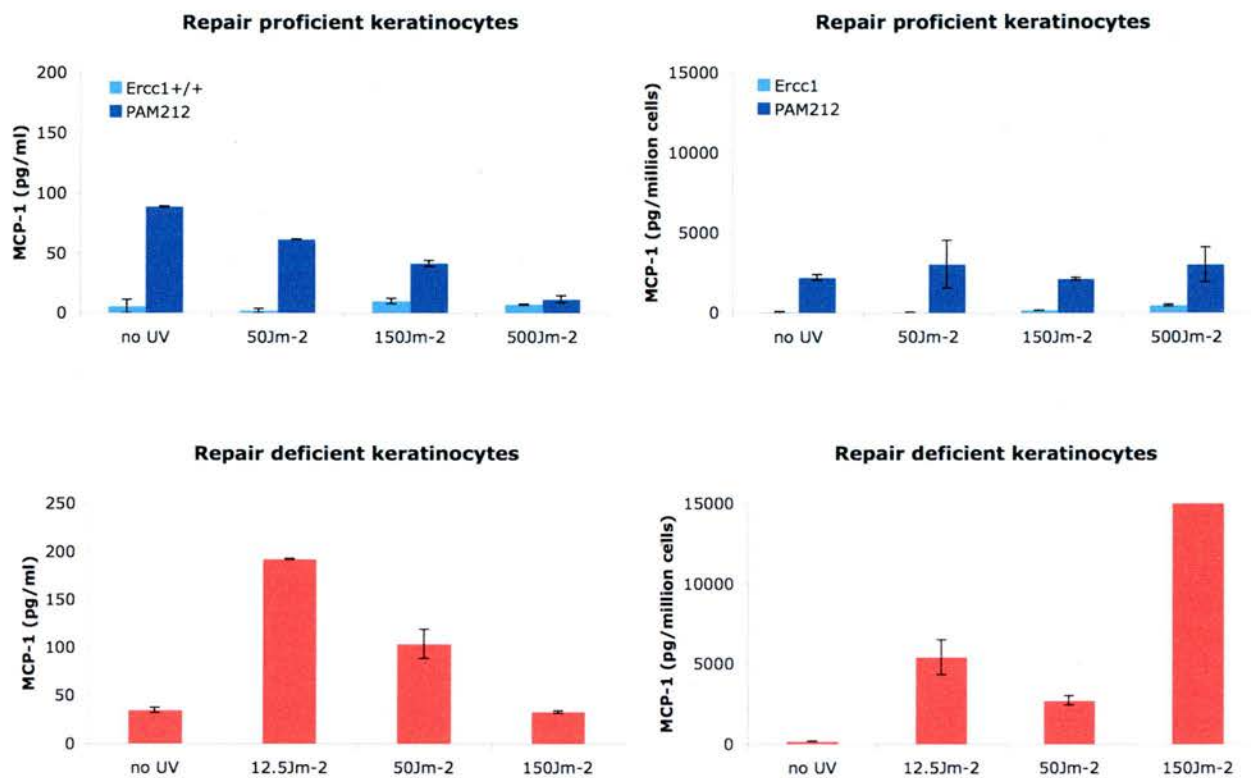 Repair proficient keratinocytes
MCP-1 (pg/ml)
200
150
100
50
0
Ercc1+/+
PAM212
no UV
50Jm-2
150Jm-2
500Jm-2
Repair proficient keratinocytes
MCP-1 (pg/million cells)
15000
10000
5000
0
Ercc1
PAM212
no UV
50Jm-2
150Jm-2
500Jm-2
Repair deficient keratinocytes
MCP-1 (pg/ml)
250
200
150
100
50
0
no UV
12.5Jm-2
50Jm-2
150Jm-2
Repair deficient keratinocytes
MCP-1 (pg/million cells)
15000
10000
5000
0
no UV
12.5Jm-2
50Jm-2
150Jm-2